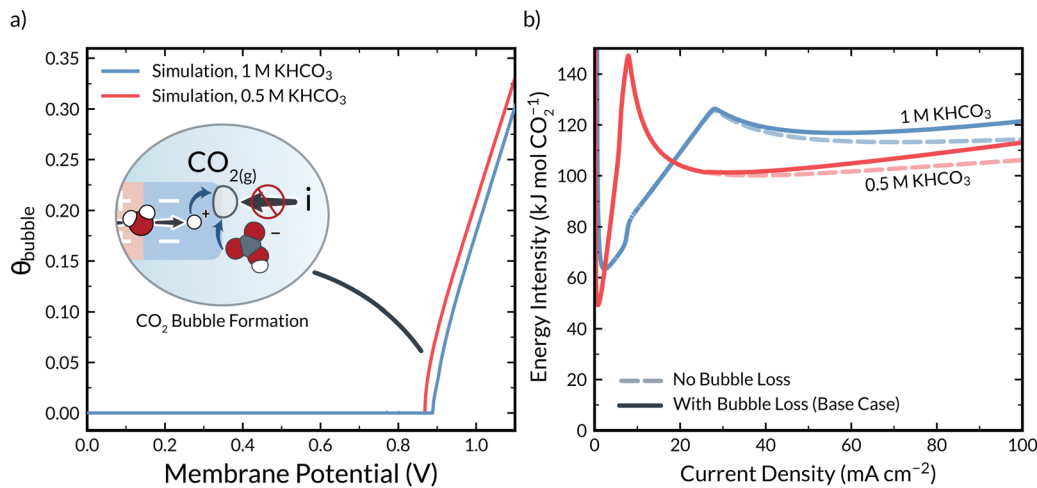 a)
0.35
0.30
0.25
0.20
0.15
0.10
0.05
0.00
θbubble
Simulation, 1 M KHCO₃
Simulation, 0.5 M KHCO₃
CO₂(g)
i
+
−
CO₂ Bubble Formation
0.0 0.2 0.4 0.6 0.8 1.0
Membrane Potential (V)
b)
140
120
100
80
60
40
20
0
Energy Intensity (kJ mol CO₂⁻¹)
1 M KHCO₃
0.5 M KHCO₃
No Bubble Loss
With Bubble Loss (Base Case)
0 20 40 60 80 100
Current Density (mA cm⁻²)